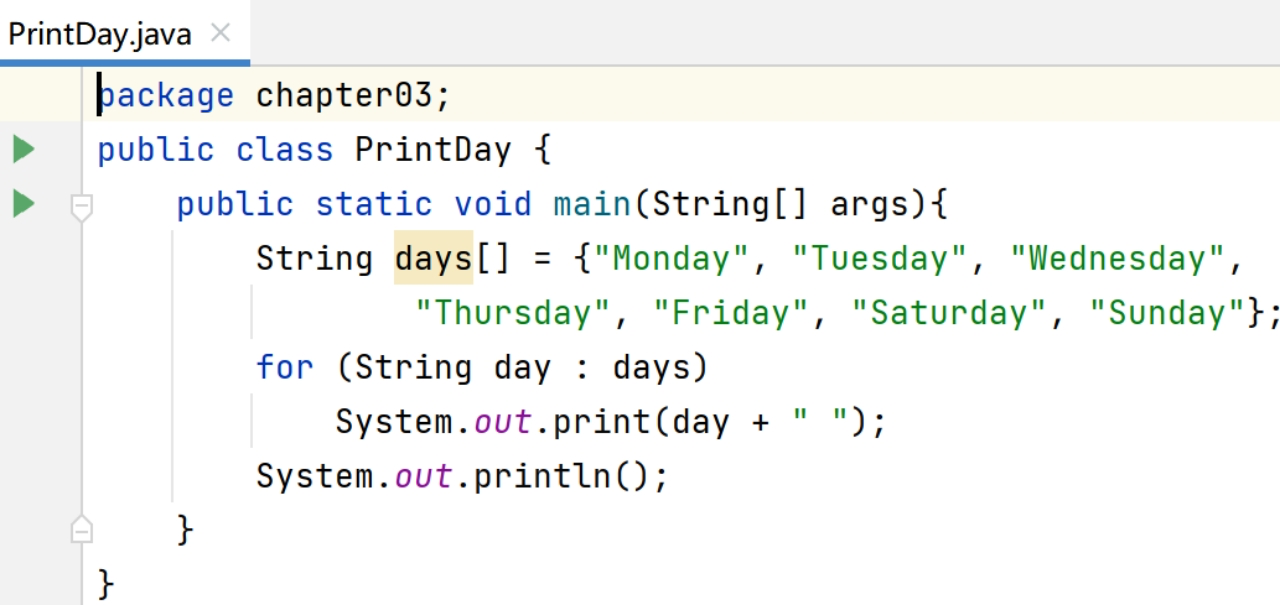 PrintDay.java
package chapter03;
public class PrintDay {
    public static void main(String[] args){
        String days[] = {"Monday", "Tuesday", "Wednesday",
                "Thursday", "Friday", "Saturday", "Sunday"};
        for (String day : days)
            System.out.print(day + " ");
        System.out.println();
    }
}